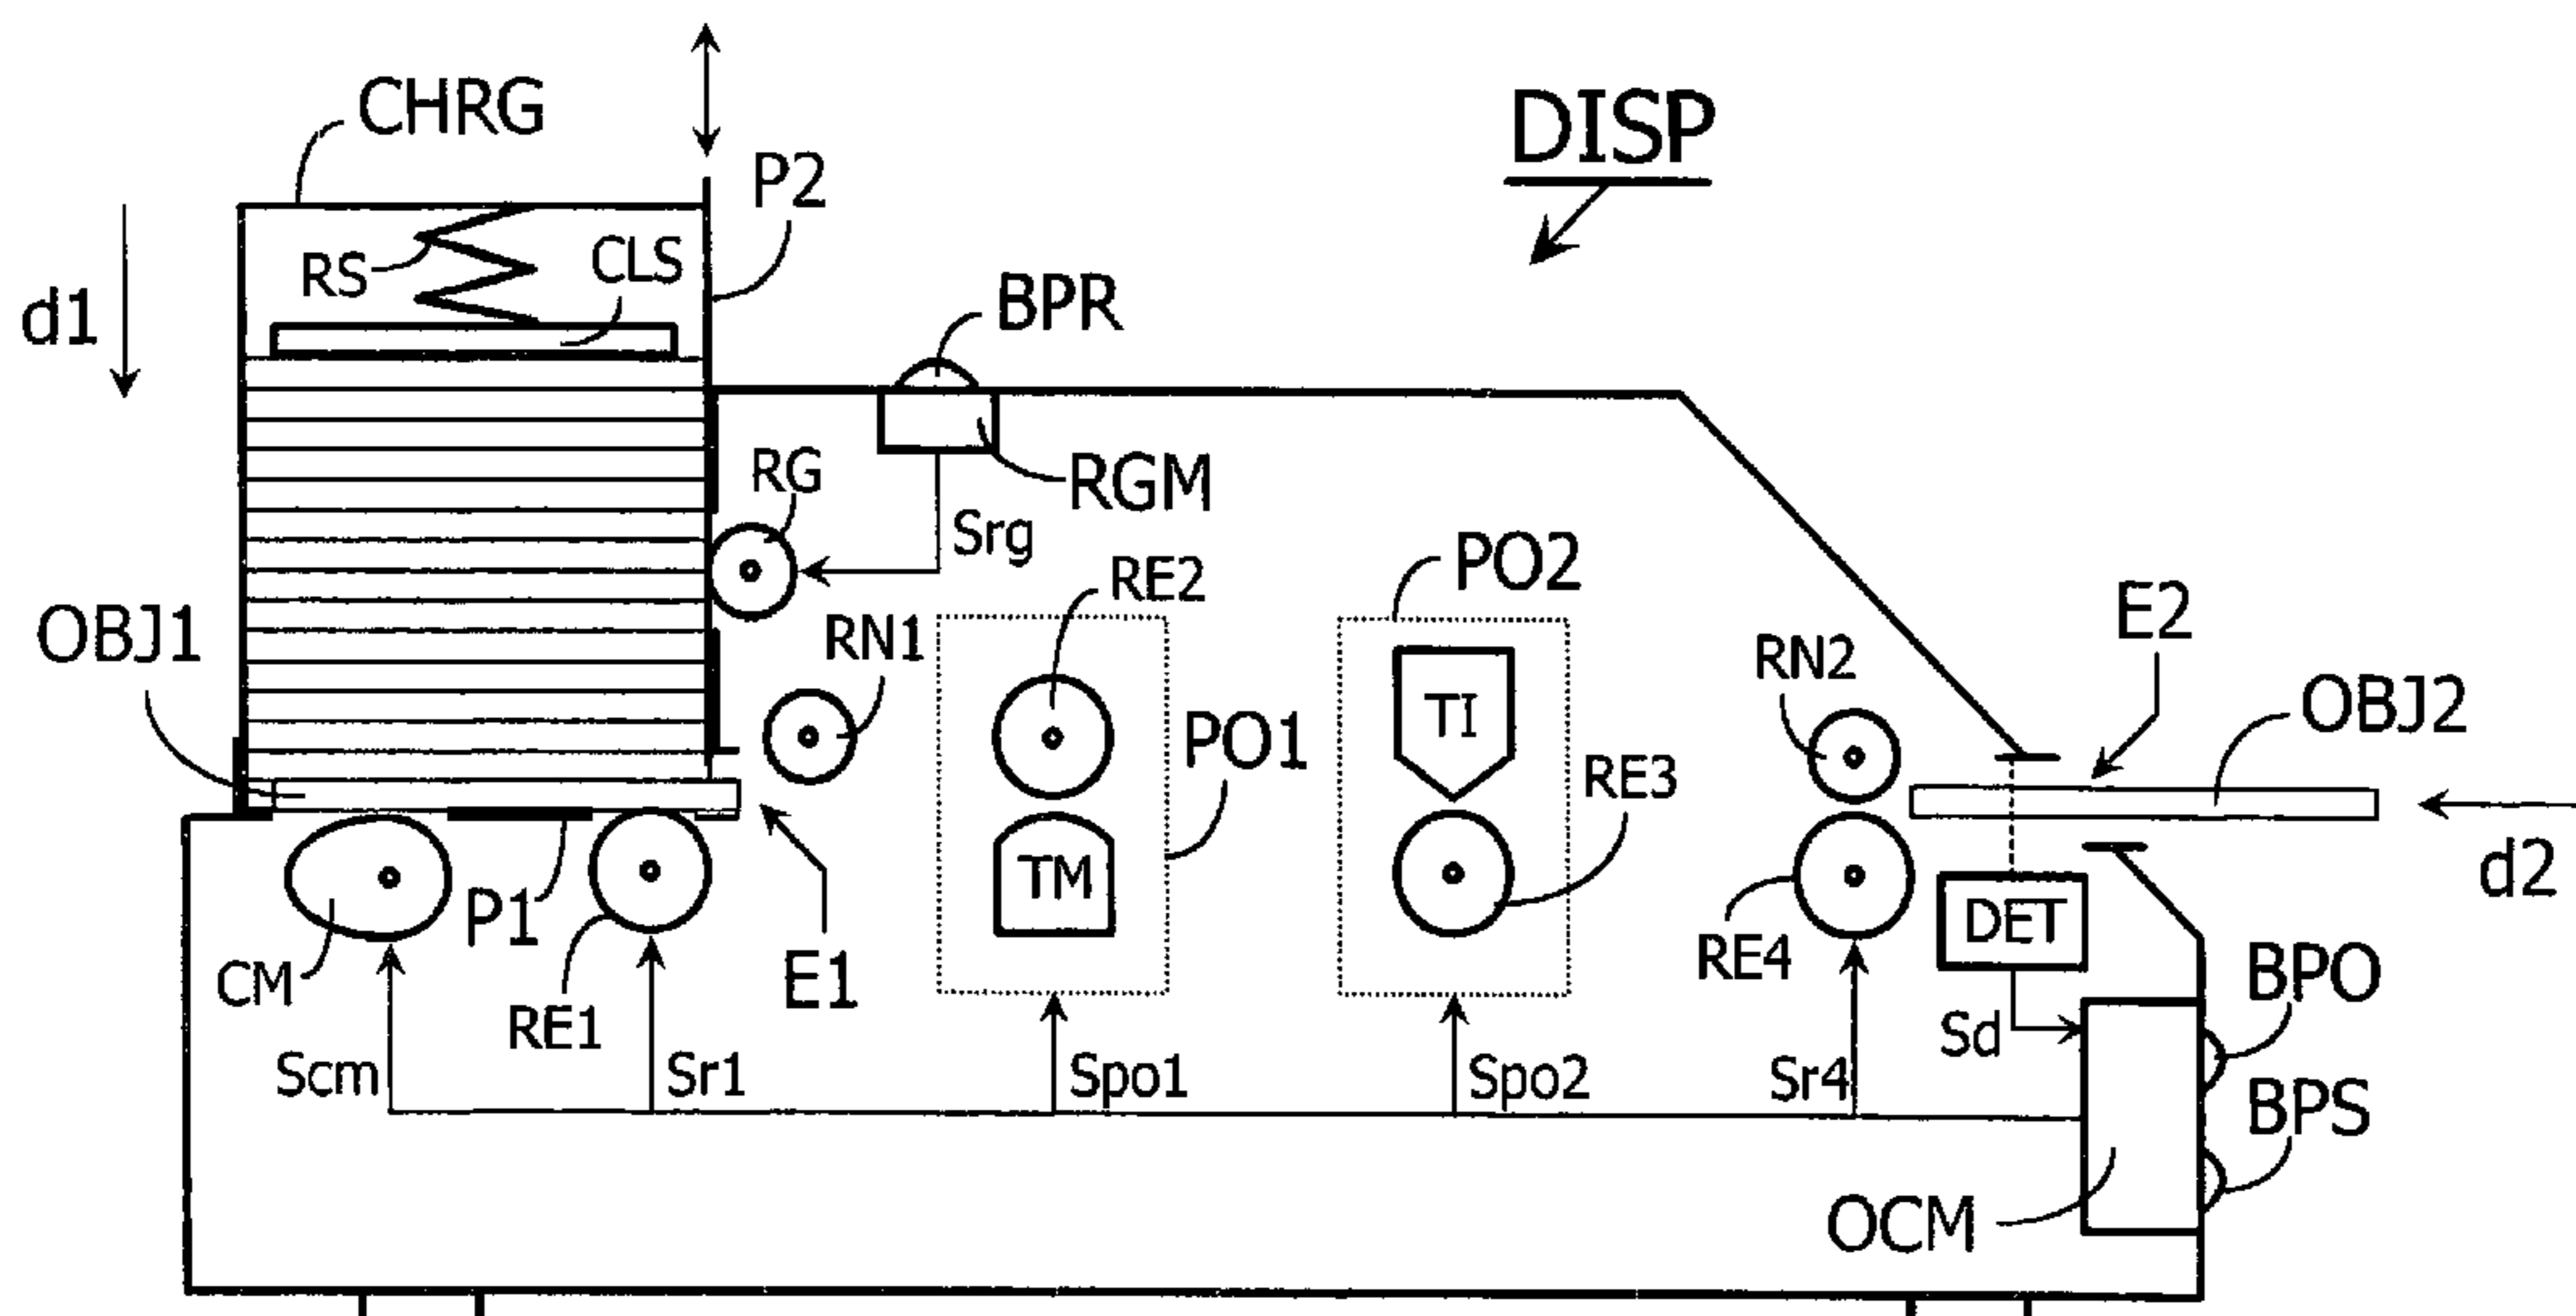 CHRG
DISP
P2
RS
CLS
d1
BPR
RG
RGM
Srg
PO2
RE2
E2
OBJ1
RN1
RN2
OBJ2
PO1
TI
RE3
TM
d2
P1
DET
CM
E1
RE4
BPO
RE1
Sd
Scm
Sr1
Spo1
Spo2
Sr4
BPS
OCM